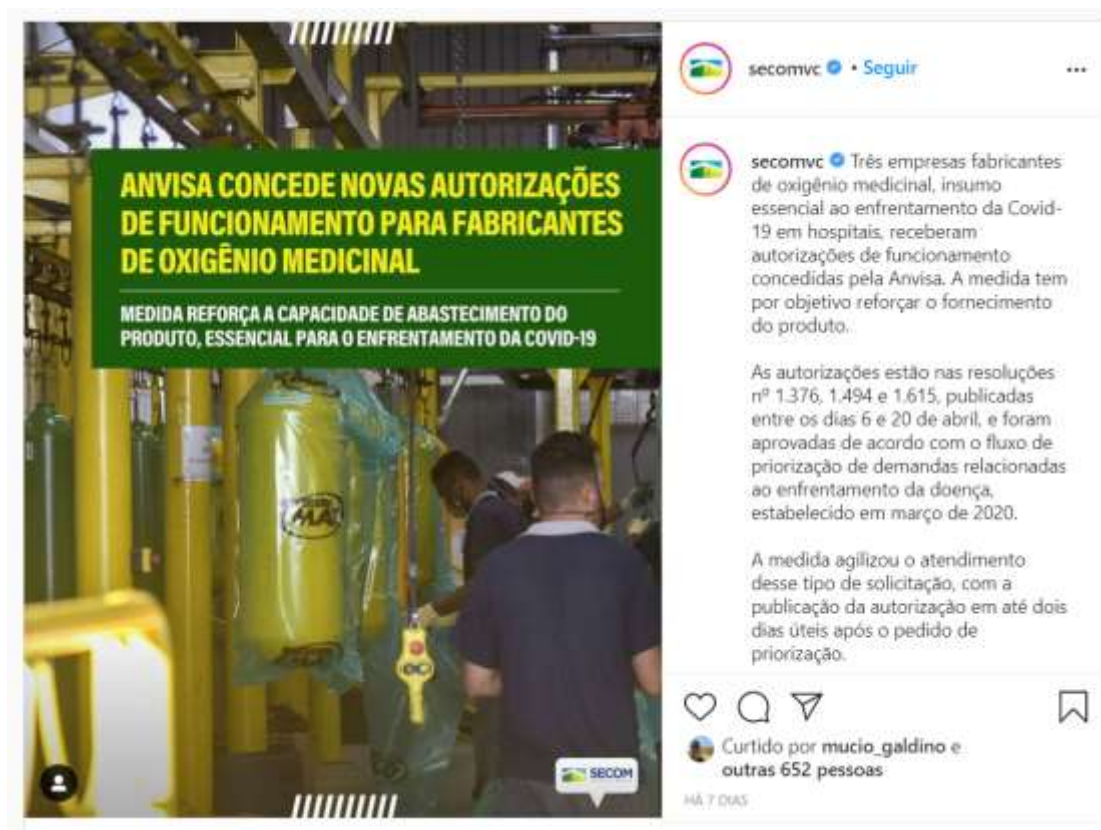 ANVISA CONCEDE NOVAS AUTORIZAÇÕES
DE FUNCIONAMENTO PARA FABRICANTES
DE OXIGÊNIO MEDICINAL
MEDIDA REFORÇA A CAPACIDADE DE ABASTECIMENTO DO
PRODUTO, ESSENCIAL PARA O ENFRENTAMENTO DA COVID-19
SECOM
secomvc • Seguir
secomvc Três empresas fabricantes
de oxigênio medicinal, insumo
essencial ao enfrentamento da Covid-
19 em hospitais, receberam
autorizações de funcionamento
concedidas pela Anvisa. A medida tem
por objetivo reforçar o fornecimento
do produto.
As autorizações estão nas resoluções
nº 1.376, 1.494 e 1.615, publicadas
entre os dias 6 e 20 de abril, e foram
aprovadas de acordo com o fluxo de
priorização de demandas relacionadas
ao enfrentamento da doença,
estabelecido em março de 2020.
A medida agilizou o atendimento
desse tipo de solicitação, com a
publicação da autorização em até dois
dias úteis após o pedido de
priorização.
Curtido por mucio_galdino e
outras 652 pessoas
HÁ 7 DIAS